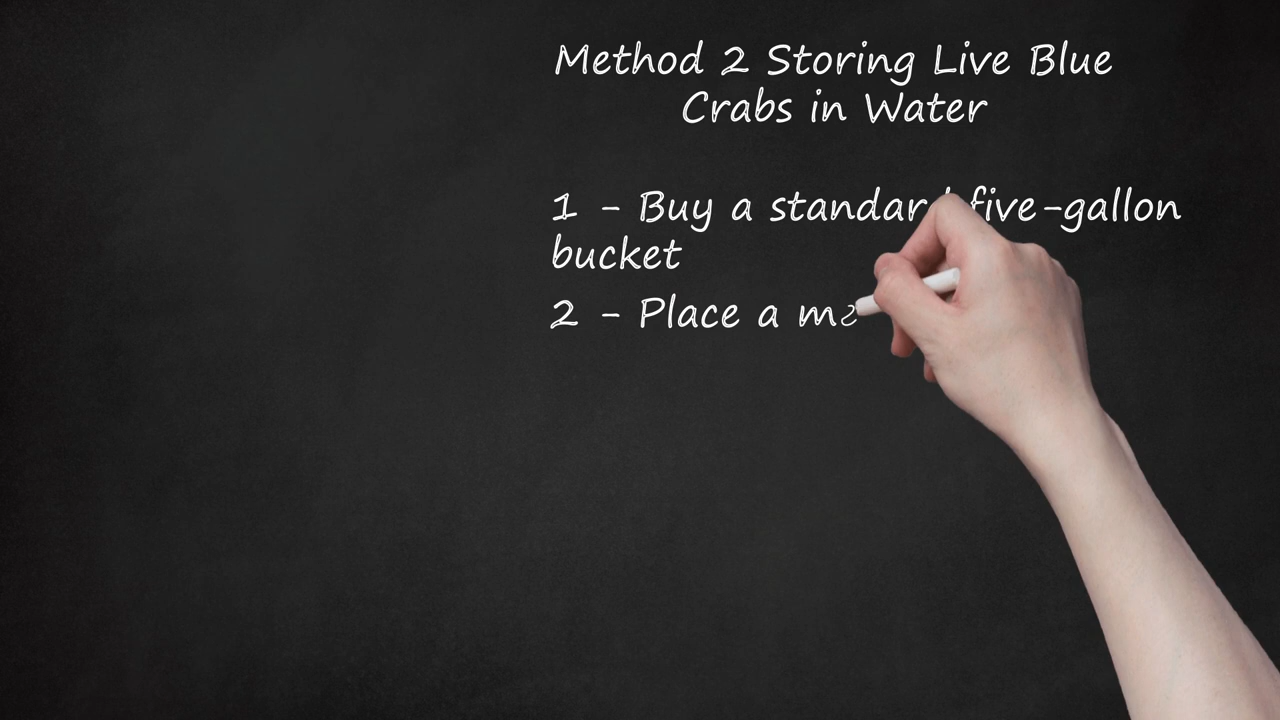 Method 2 Storing Live Blue
Crabs in Water
1 - Buy a standard five-gallon
bucket
2 - Place a